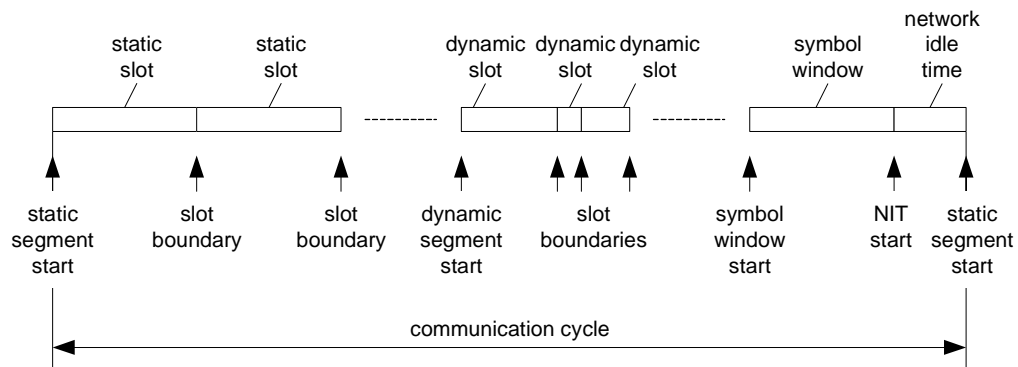 static slot
static slot
dynamic slot
dynamic slot
dynamic slot
symbol window
network idle time
static segment start
slot boundary
slot boundary
dynamic segment start
slot boundaries
symbol window start
NIT start
static segment start
communication cycle